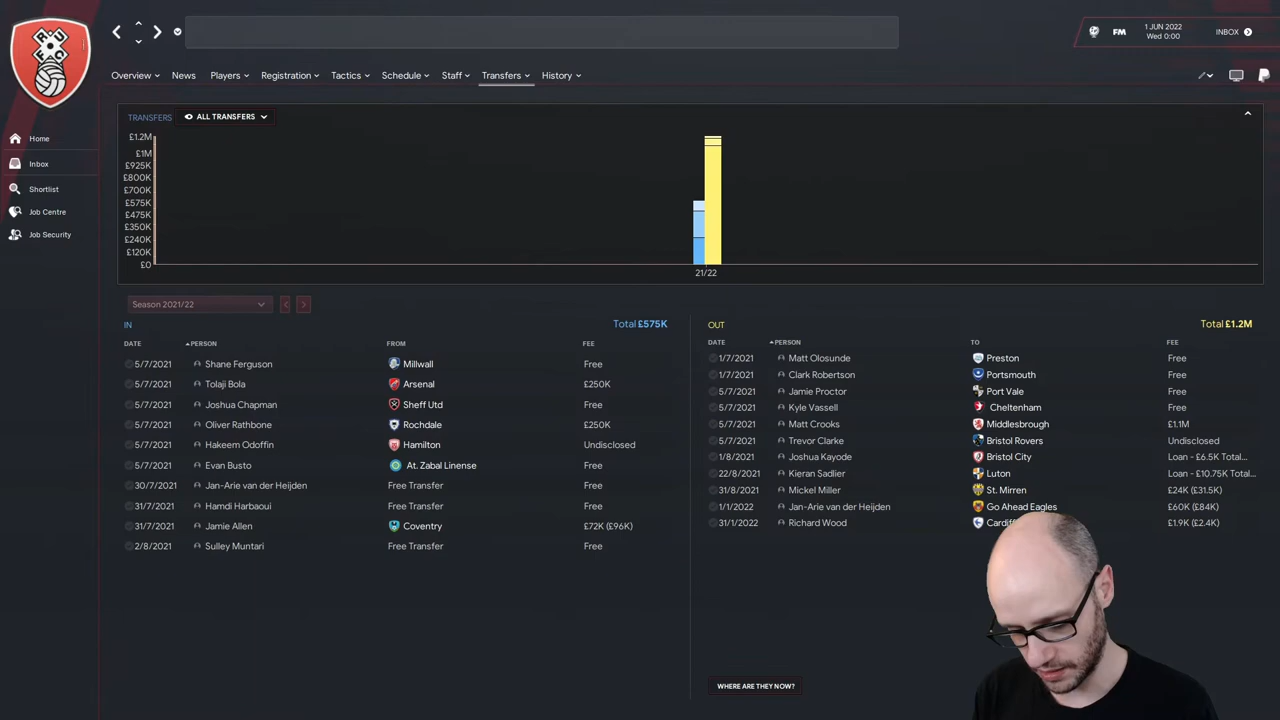 1 JUN 2022
FM
INBOX
Wed 0:00
Overview
News
Players
Registration
Tactics
Schedule
Staff
Transfers
History
Home
Inbox
Shortlist
Job Centre
Job Security
TRANSFERS ALL TRANSFERS
£1.2M
£1M
£925K
£800K
£700K
£575K
£475K
£350K
£240K
£120K
£0
21/22
Season 2021/22
IN Total £575K
DATE PERSON FROM FEE
5/7/2021 Shane Ferguson Millwall Free
5/7/2021 Tolaji Bola Arsenal £250K
5/7/2021 Joshua Chapman Sheff Utd Free
5/7/2021 Oliver Rathbone Rochdale £250K
5/7/2021 Hakeem Odoffin Hamilton Undisclosed
5/7/2021 Evan Busto At. Zabal Linense Free
30/7/2021 Jan-Arie van der Heijden Free Transfer Free
31/7/2021 Hamdi Harbaoui Free Transfer Free
31/7/2021 Jamie Allen Coventry £72K (£96K)
2/8/2021 Sulley Muntari Free Transfer Free
OUT Total £1.2M
DATE PERSON TO FEE
1/7/2021 Matt Olosunde Preston Free
1/7/2021 Clark Robertson Portsmouth Free
5/7/2021 Jamie Proctor Port Vale Free
5/7/2021 Kyle Vassell Cheltenham Free
5/7/2021 Matt Crooks Middlesbrough £1.1M
5/7/2021 Trevor Clarke Bristol Rovers Undisclosed
1/8/2021 Joshua Kayode Bristol City Loan - £6.5K Total...
22/8/2021 Kieran Sadlier Luton Loan - £10.75K Total...
31/8/2021 Mickel Miller St. Mirren £24K (£31.5K)
1/1/2022 Jan-Arie van der Heijden Go Ahead Eagles £60K (£84K)
31/1/2022 Richard Wood Cardiff £1.9K (£2.4K)
WHERE ARE THEY NOW?